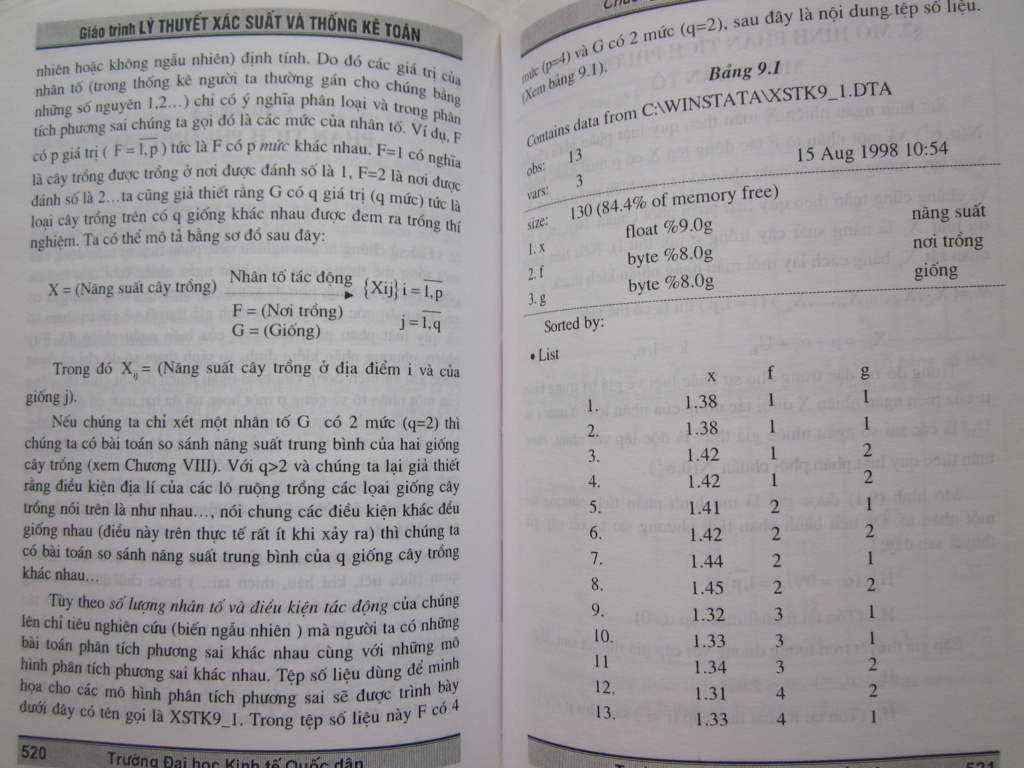 Giáo trình LÝ THUYẾT XÁC SUẤT VÀ THỐNG KÊ TOÁN
nhiên hoặc không ngẫu nhiên) định tính. Do đó các giá trị của
nhân tố (trong thống kê người ta thường gán cho chúng bằng
những số nguyên 1,2...) chỉ có ý nghĩa phân loại và trong phân
tích phương sai chúng ta gọi đó là các mức của nhân tố. Ví dụ, F
có p giá trị ( F = 1,p ) tức là F có p mức khác nhau. F=1 có nghĩa
là cây trồng được trồng ở nơi được đánh số là 1, F=2 là nơi được
đánh số là 2...ta cũng giả thiết rằng G có q giá trị (q mức) tức là
loại cây trồng trên có q giống khác nhau được đem ra trồng thí
nghiệm. Ta có thể mô tả bằng sơ đồ sau đây:
Nhân tố tác động
X = (Năng suất cây trồng) {Xij} i = 1,p
F = (Nơi trồng) j = 1,q
G = (Giống)
Trong đó Xij = (Năng suất cây trồng ở địa điểm i và của
giống j).
Nếu chúng ta chỉ xét một nhân tố G có 2 mức (q=2) thì
chúng ta có bài toán so sánh năng suất trung bình của hai giống
cây trồng (xem Chương VIII). Với q>2 và chúng ta lại giả thiết
rằng điều kiện địa lí của các lô ruộng trồng các lọai giống cây
trồng nói trên là như nhau..., nói chung các điều kiện khác đều
giống nhau (điều này trên thực tế rất ít khi xảy ra) thì chúng ta
có bài toán so sánh năng suất trung bình của q giống cây trồng
khác nhau...
Tùy theo số lượng nhân tố và điều kiện tác động của chúng
lên chỉ tiêu nghiên cứu (biến ngẫu nhiên ) mà người ta có những
bài toán phân tích phương sai khác nhau cùng với những mô
hình phân tích phương sai khác nhau. Tệp số liệu dùng để minh
họa cho các mô hình phân tích phương sai sẽ được trình bày
dưới đây có tên gọi là XSTK9_1. Trong tệp số liệu này F có 4
520 Trường Đại học Kinh tế Quốc dân
mức (p=4) và G có 2 mức (q=2), sau đây là nội dung tệp số liệu.
(Xem bảng 9.1).
Bảng 9.1
Contains data from C:\WINSTATA\XSTK9_1.DTA
obs: 13
vars: 3 15 Aug 1998 10:54
size: 130 (84.4% of memory free)
1. x float %9.0g năng suất
2. f byte %8.0g nơi trồng
3. g byte %8.0g giống
Sorted by:
• List
x f g
1. 1.38 1 1
2. 1.38 1 1
3. 1.42 1 2
4. 1.42 1 2
5. 1.41 2 1
6. 1.42 2 2
7. 1.44 2 1
8. 1.45 2 2
9. 1.32 3 1
10. 1.33 3 1
11 1.34 3 2
12. 1.31 4 2
13. 1.33 4 1